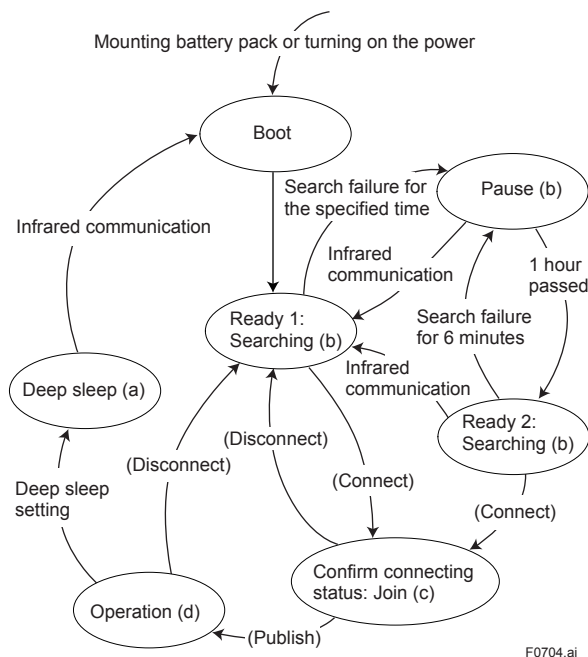 Mounting battery pack or turning on the power
Boot
Search failure for
the specified time
Pause (b)
Infrared communication
Infrared
communication
1 hour
passed
Ready 1:
Searching (b)
Search failure
for 6 minutes
Infrared
communication
Deep sleep (a)
Ready 2:
Searching (b)
(Disconnect)
(Disconnect)
(Connect)
(Connect)
Deep sleep
setting
Confirm connecting
status: Join (c)
Operation (d)
(Publish)
F0704.ai